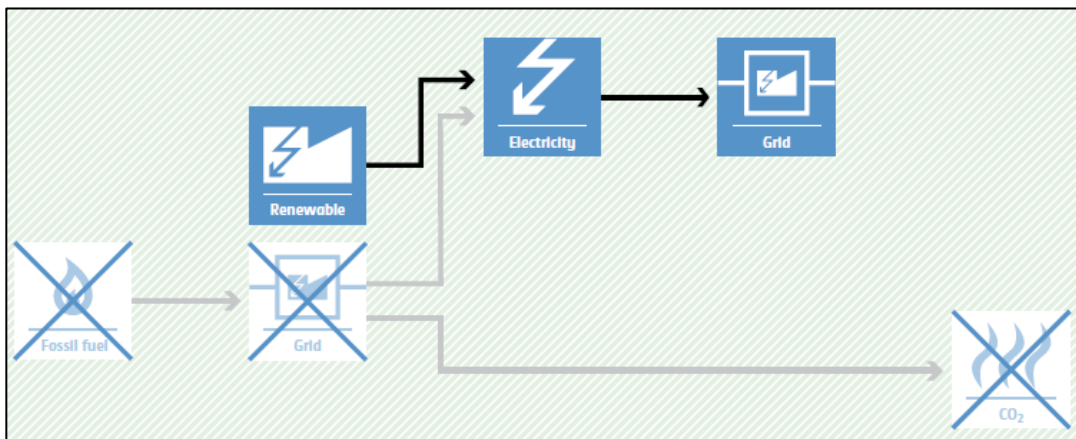 Electricity
Grid
Renewable
Fossil fuel
Grid
CO₂